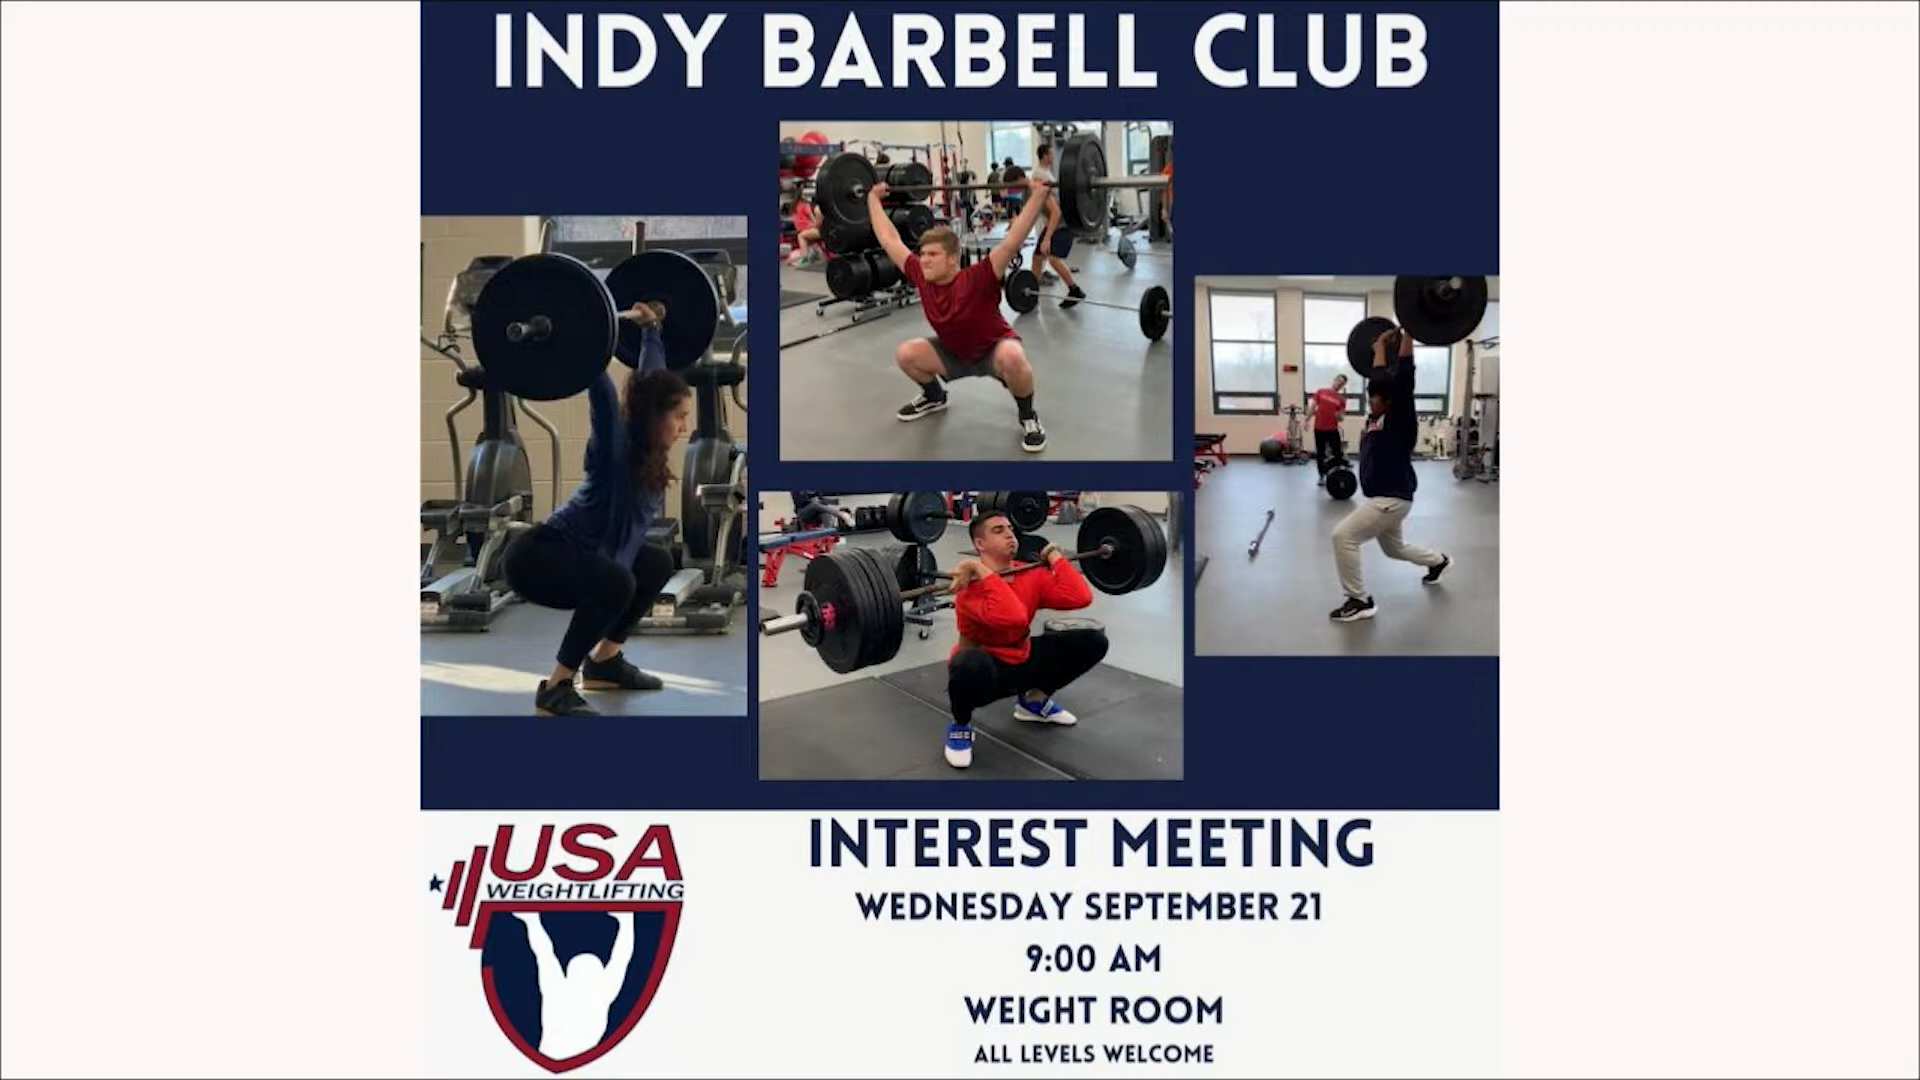 INDY BARBELL CLUB
USA
WEIGHTLIFTING
INTEREST MEETING
WEDNESDAY SEPTEMBER 21
9:00 AM
WEIGHT ROOM
ALL LEVELS WELCOME